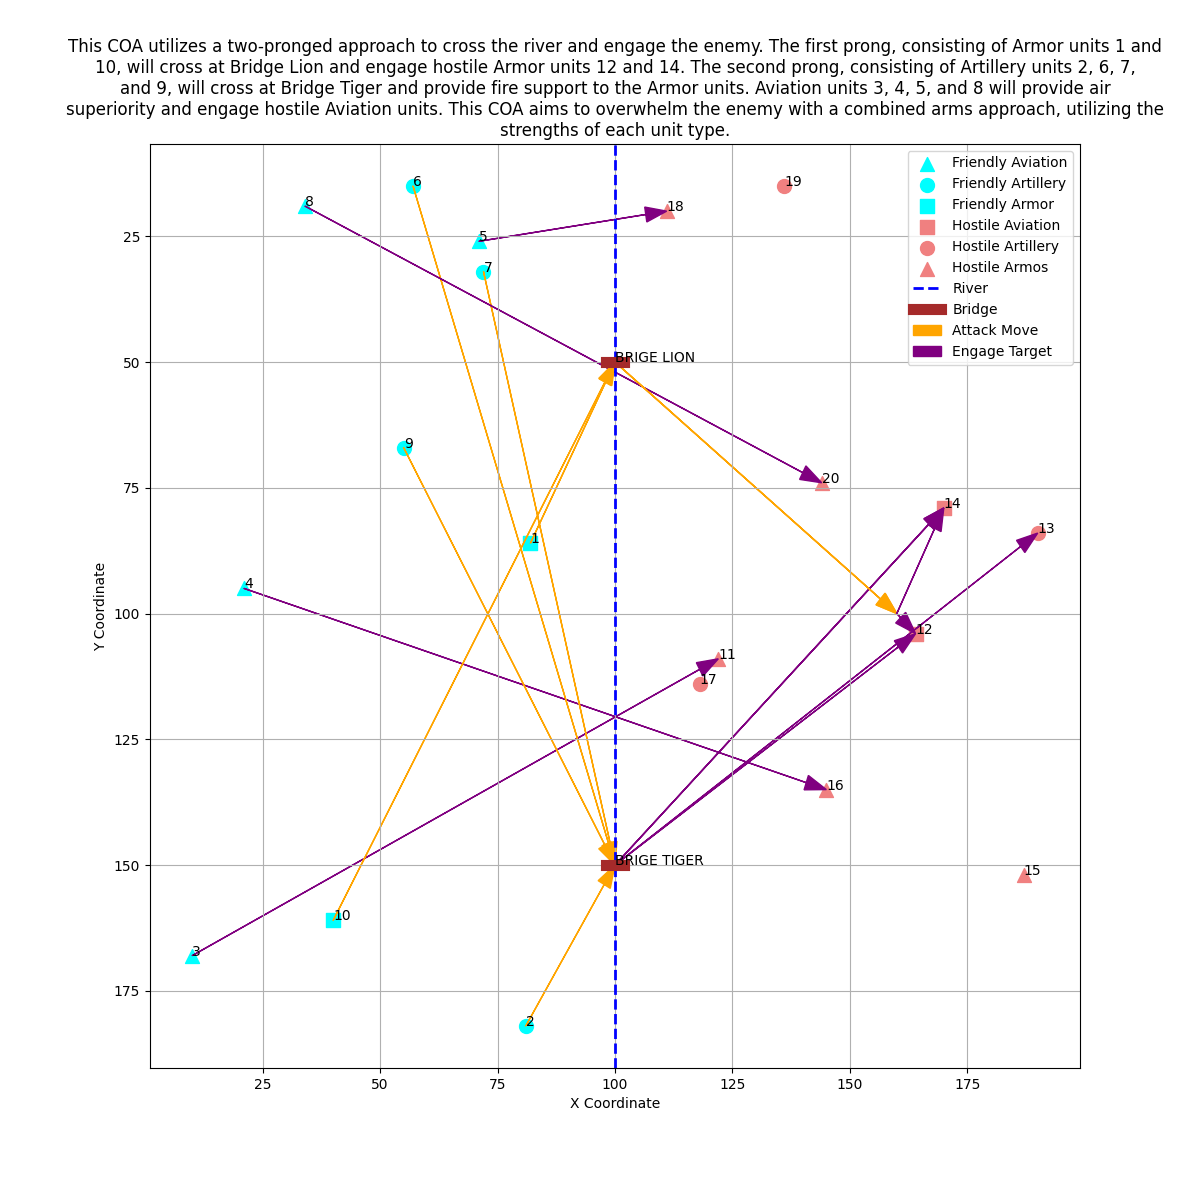 This COA utilizes a two-pronged approach to cross the river and engage the enemy. The first prong, consisting of Armor units 1 and
10, will cross at Bridge Lion and engage hostile Armor units 12 and 14. The second prong, consisting of Artillery units 2, 6, 7,
and 9, will cross at Bridge Tiger and provide fire support to the Armor units. Aviation units 3, 4, 5, and 8 will provide air
superiority and engage hostile Aviation units. This COA aims to overwhelm the enemy with a combined arms approach, utilizing the
strengths of each unit type.
Friendly Aviation
Friendly Artillery
Friendly Armor
Hostile Aviation
Hostile Artillery
Hostile Armos
River
Bridge
Attack Move
Engage Target
6
19
8
18
5
7
BRIGE LION
9
20
14
13
1
4
12
11
17
16
BRIGE TIGER
15
10
3
2
25
50
75
100
125
150
175
Y Coordinate
25
50
75
100
125
150
175
X Coordinate